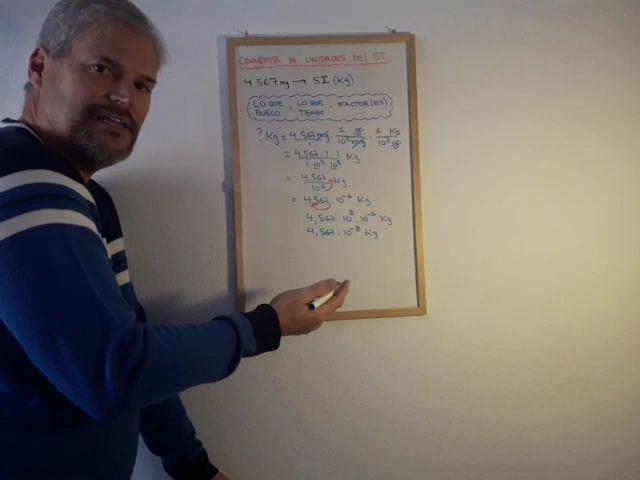 CONVERTIR A UNIDADES DEL SI
4 567 mg → SI (Kg)
LO QUE BUSCO = LO QUE TENGO · FACTOR(ES)
? Kg = 4 567 mg / 1 · 1 g / 10³ mg · 1 Kg / 10³ g
= 4 567 · 1 · 1 / 1 · 10³ · 10³ Kg
= 4 567 / 10⁶ Kg
= 4 567 · 10⁻⁶ Kg
4,567 · 10³ · 10⁻⁶ Kg
4,567 · 10⁻³ Kg